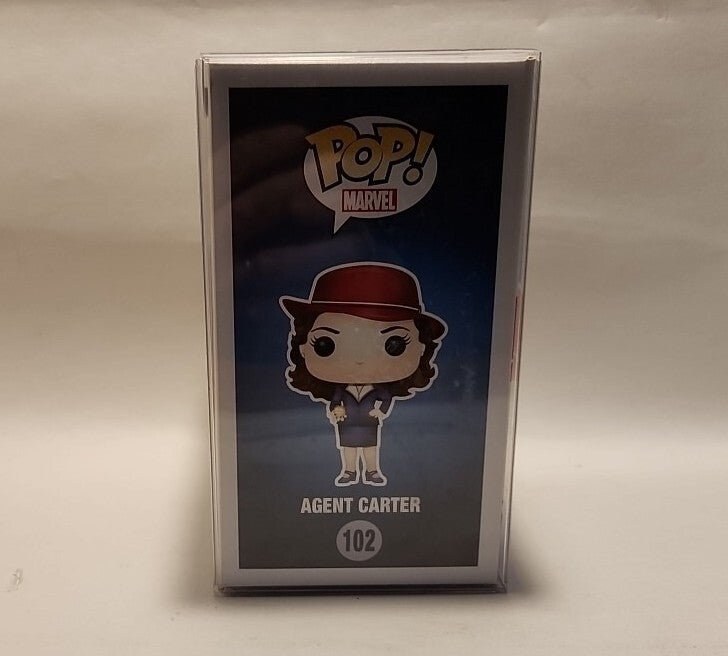 POP!
MARVEL
AGENT CARTER
102